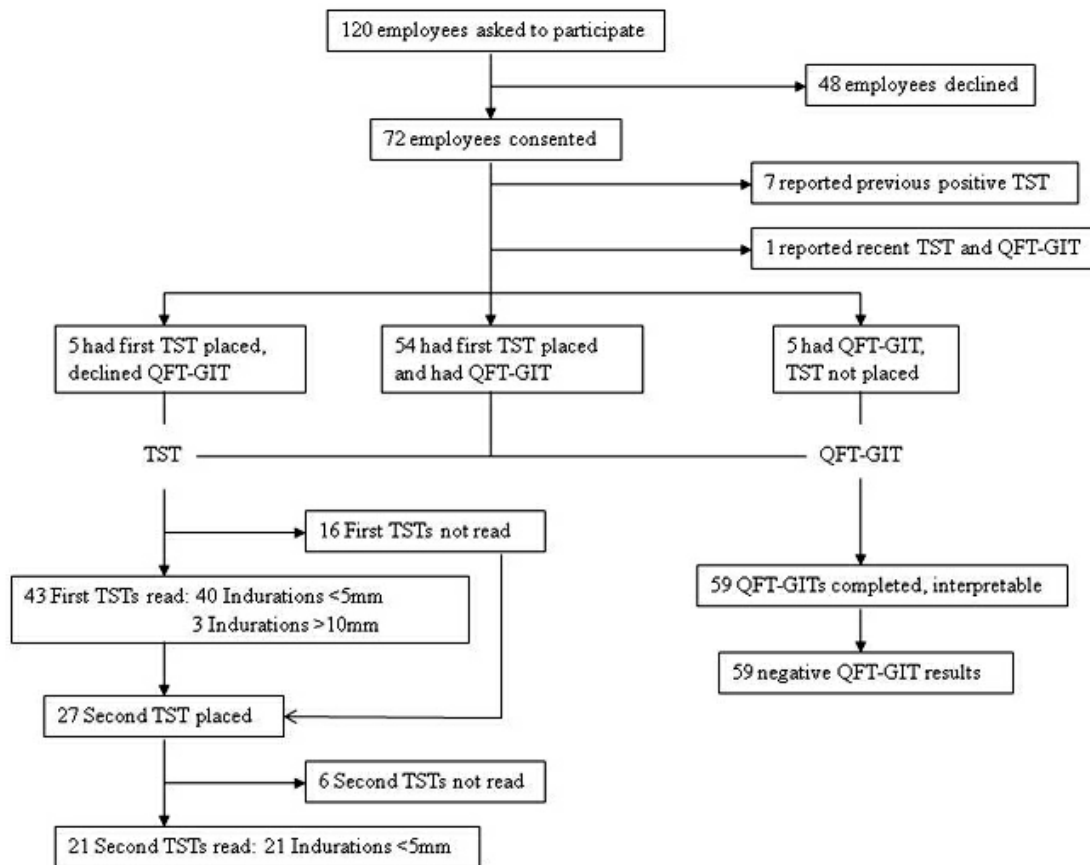 120 employees asked to participate
48 employees declined
72 employees consented
7 reported previous positive TST
1 reported recent TST and QFT-GIT
5 had first TST placed,
declined QFT-GIT
54 had first TST placed
and had QFT-GIT
5 had QFT-GIT,
TST not placed
TST
QFT-GIT
16 First TSTs not read
43 First TSTs read: 40 Indurations <5mm
3 Indurations >10mm
59 QFT-GITs completed, interpretable
59 negative QFT-GIT results
27 Second TST placed
6 Second TSTs not read
21 Second TSTs read: 21 Indurations <5mm